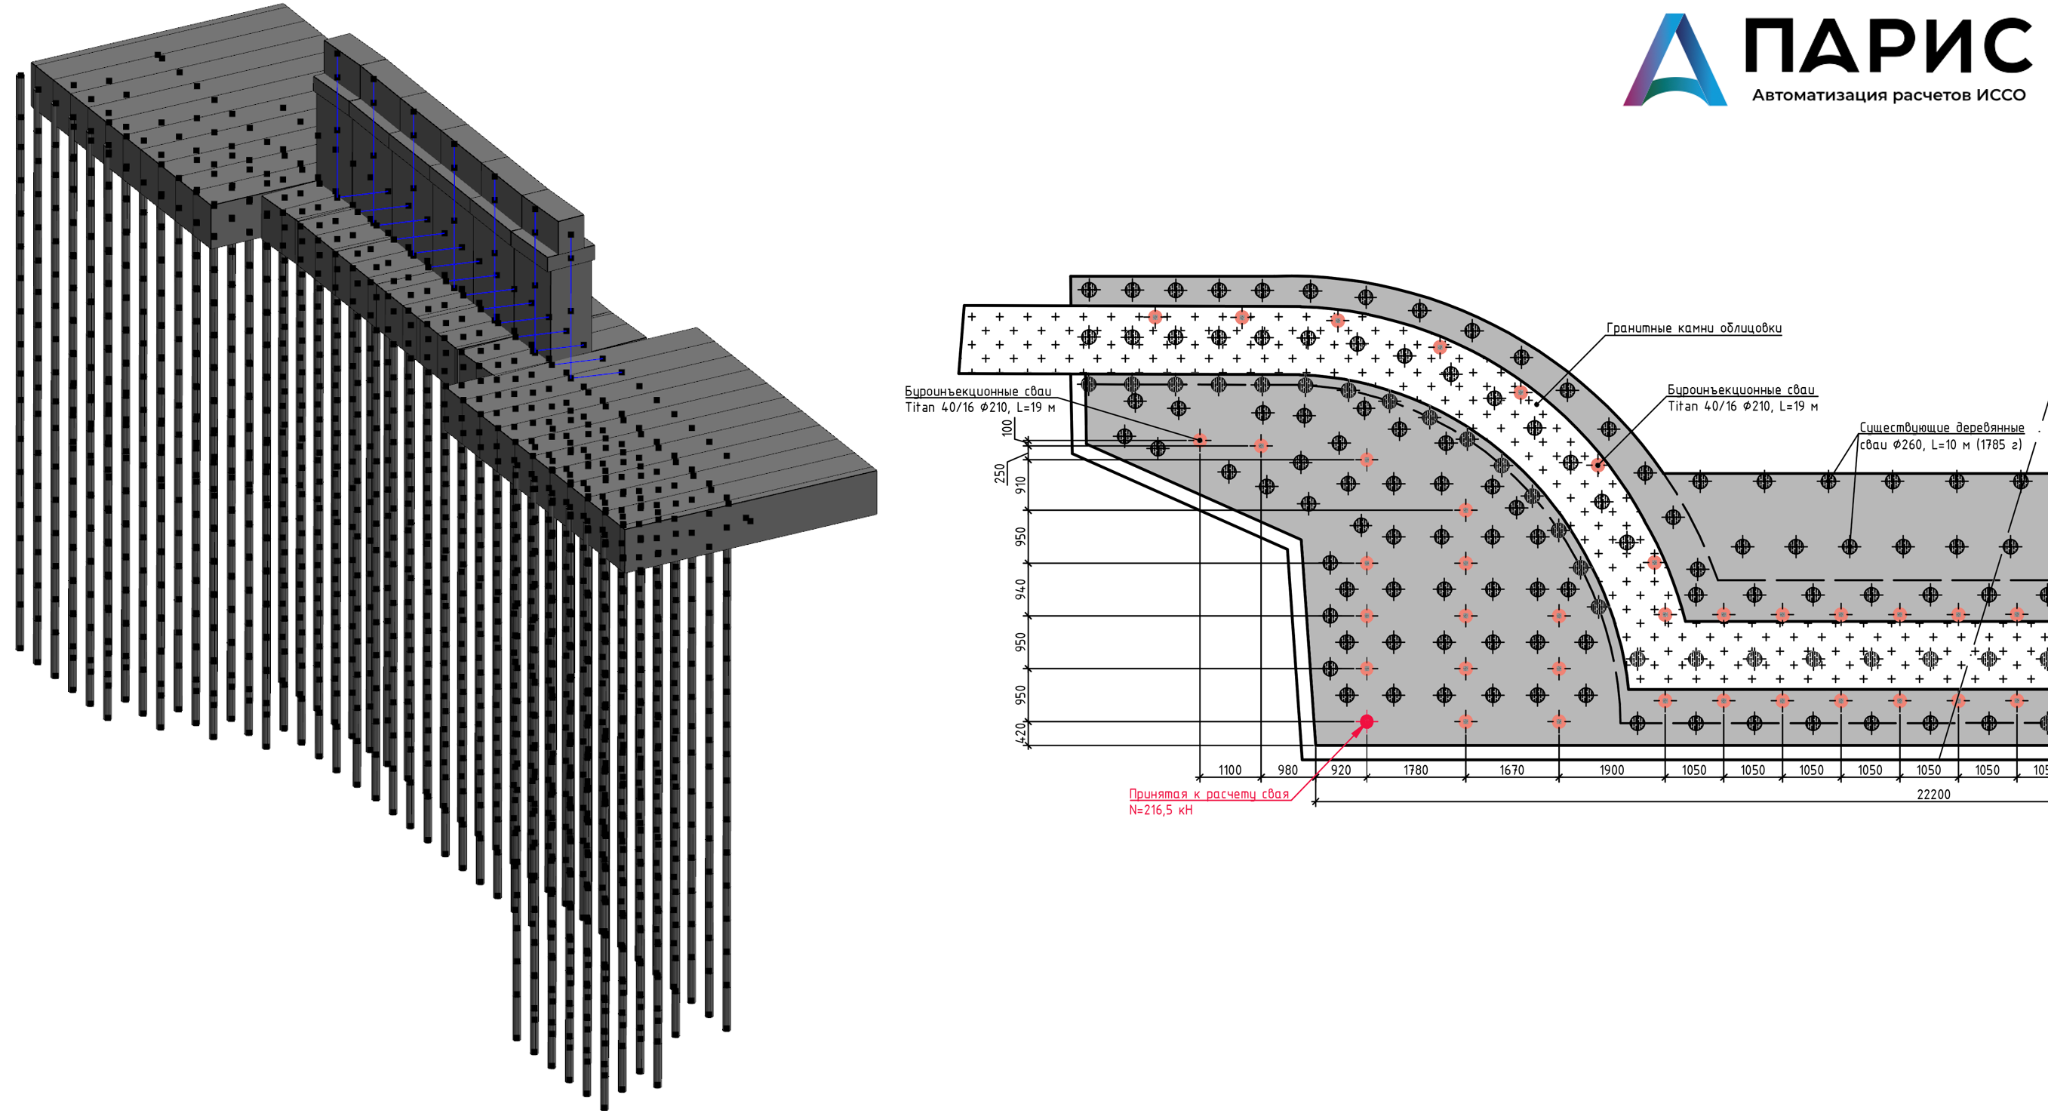 ПАРИС
Автоматизация расчетов ИССО
Гранитные камни облицовки
Буроинъекционные сваи
Titan 40/16 Ф210, L=19 м
Буроинъекционные сваи
Titan 40/16 Ф210, L=19 м
Существующие деревянные
сваи Ф260, L=10 м (1785 г)
100
250
910
950
940
950
950
420
1100 980 920 1780 1670 1900 1050 1050 1050 1050 1050
22200
Принятая к расчету свая
N=216,5 кН